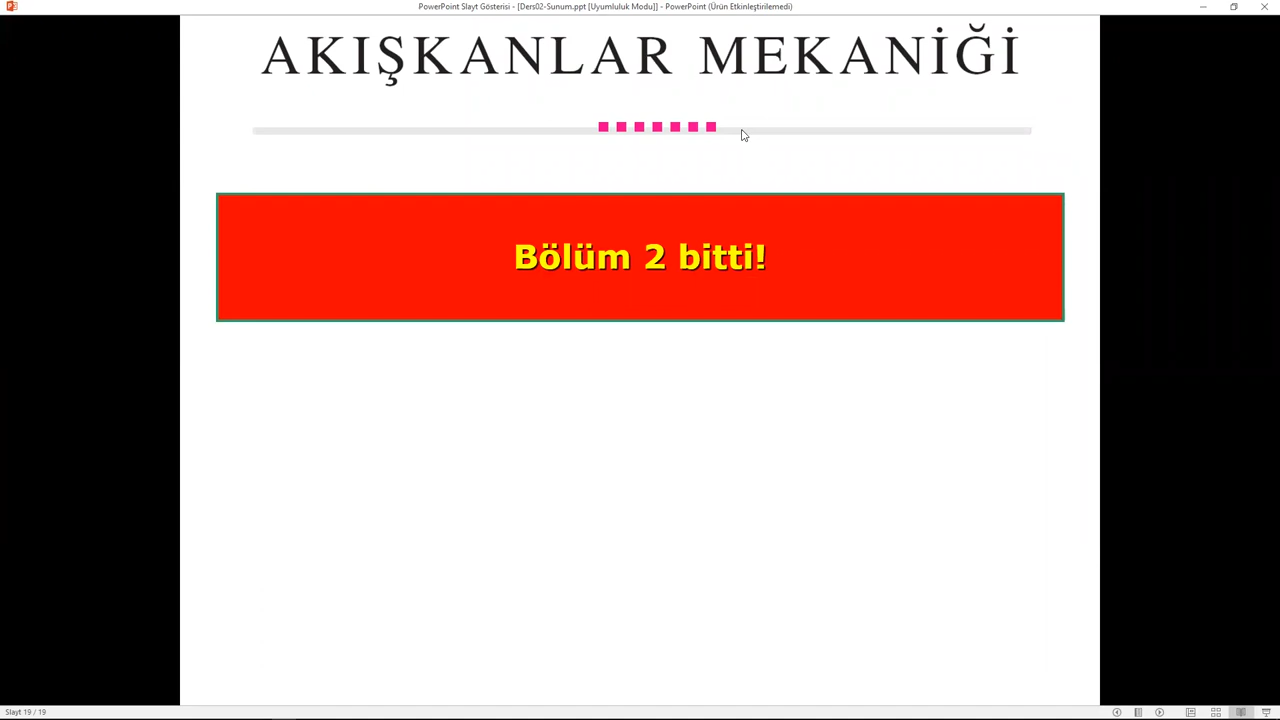 PowerPoint Slayt Gösterisi - [Ders02-Sunum.ppt [Uyumluluk Modu]] - PowerPoint (Ürün Etkinleştirilemedi)
AKIŞKANLAR MEKANİĞİ
Bölüm 2 bitti!
Slayt 19 / 19